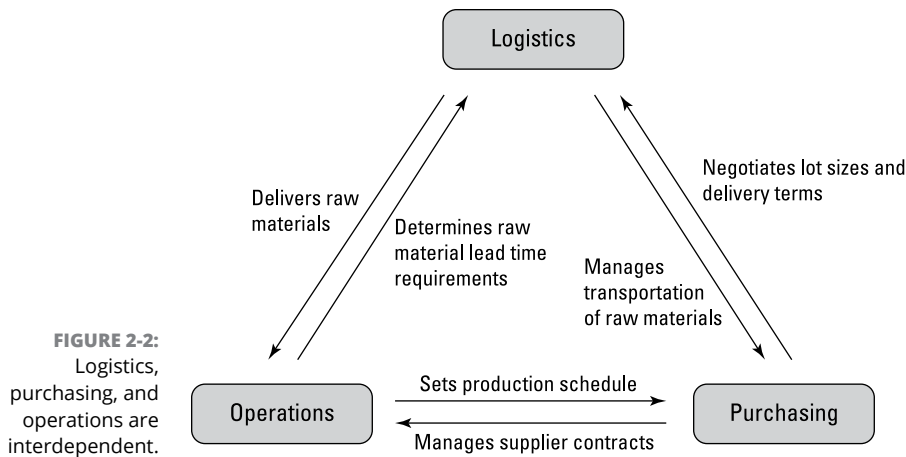 Logistics
Delivers raw
materials
Determines raw
material lead time
requirements
Negotiates lot sizes and
delivery terms
Manages
transportation
of raw materials
FIGURE 2-2:
Logistics,
purchasing, and
operations are
interdependent.
Operations
Sets production schedule
Manages supplier contracts
Purchasing